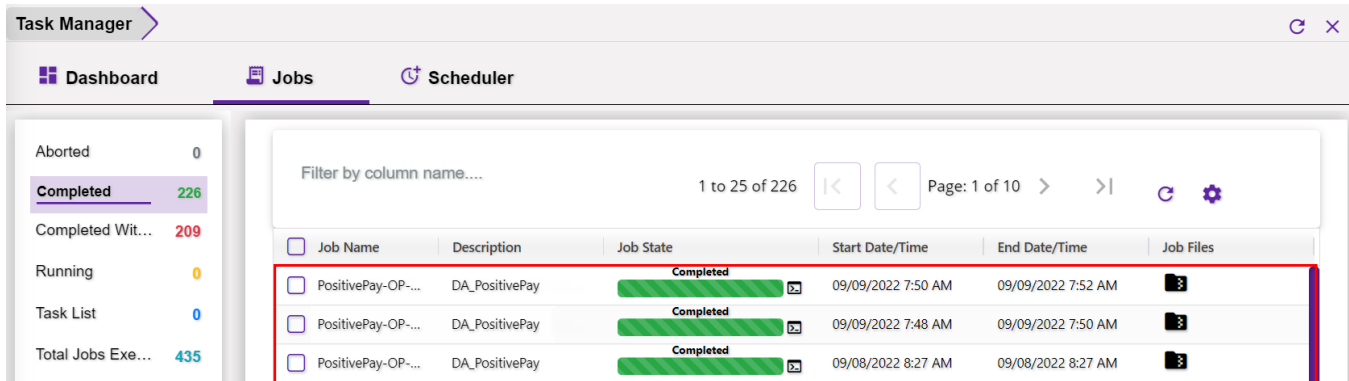 Task Manager
Dashboard
Jobs
Scheduler
Aborted 0
Completed 226
Completed Wit... 209
Running 0
Task List 0
Total Jobs Exe... 435
Filter by column name....
1 to 25 of 226
Page: 1 of 10
Job Name Description Job State Start Date/Time End Date/Time Job Files
PositivePay-OP-... DA_PositivePay Completed 09/09/2022 7:50 AM 09/09/2022 7:52 AM
PositivePay-OP-... DA_PositivePay Completed 09/09/2022 7:48 AM 09/09/2022 7:50 AM
PositivePay-OP-... DA_PositivePay Completed 09/08/2022 8:27 AM 09/08/2022 8:27 AM